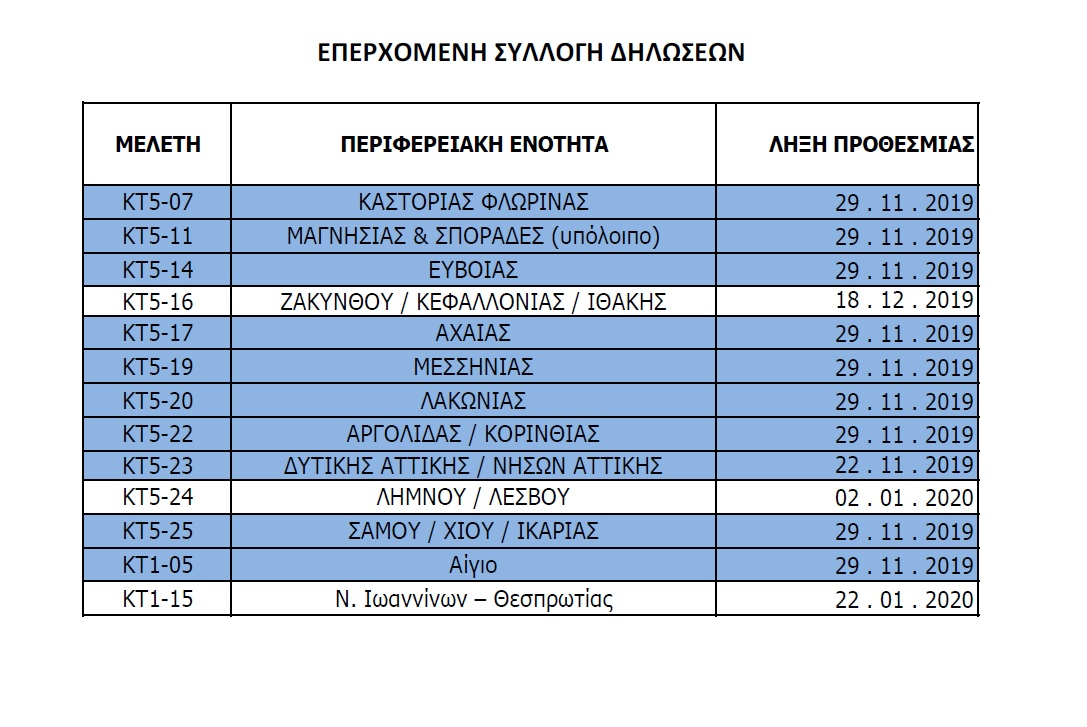 ΕΠΕΡΧΟΜΕΝΗ ΣΥΛΛΟΓΗ ΔΗΛΩΣΕΩΝ
ΜΕΛΕΤΗ ΠΕΡΙΦΕΡΕΙΑΚΗ ΕΝΟΤΗΤΑ ΛΗΞΗ ΠΡΟΘΕΣΜΙΑΣ
ΚΤ5-07 ΚΑΣΤΟΡΙΑΣ ΦΛΩΡΙΝΑΣ 29 . 11 . 2019
ΚΤ5-11 ΜΑΓΝΗΣΙΑΣ & ΣΠΟΡΑΔΕΣ (υπόλοιπο) 29 . 11 . 2019
ΚΤ5-14 ΕΥΒΟΙΑΣ 29 . 11 . 2019
ΚΤ5-16 ΖΑΚΥΝΘΟΥ / ΚΕΦΑΛΛΟΝΙΑΣ / ΙΘΑΚΗΣ 18 . 12 . 2019
ΚΤ5-17 ΑΧΑΙΑΣ 29 . 11 . 2019
ΚΤ5-19 ΜΕΣΣΗΝΙΑΣ 29 . 11 . 2019
ΚΤ5-20 ΛΑΚΩΝΙΑΣ 29 . 11 . 2019
ΚΤ5-22 ΑΡΓΟΛΙΔΑΣ / ΚΟΡΙΝΘΙΑΣ 29 . 11 . 2019
ΚΤ5-23 ΔΥΤΙΚΗΣ ΑΤΤΙΚΗΣ / ΝΗΣΩΝ ΑΤΤΙΚΗΣ 22 . 11 . 2019
ΚΤ5-24 ΛΗΜΝΟΥ / ΛΕΣΒΟΥ 02 . 01 . 2020
ΚΤ5-25 ΣΑΜΟΥ / ΧΙΟΥ / ΙΚΑΡΙΑΣ 29 . 11 . 2019
ΚΤ1-05 Αίγιο 29 . 11 . 2019
ΚΤ1-15 Ν. Ιωαννίνων – Θεσπρωτίας 22 . 01 . 2020